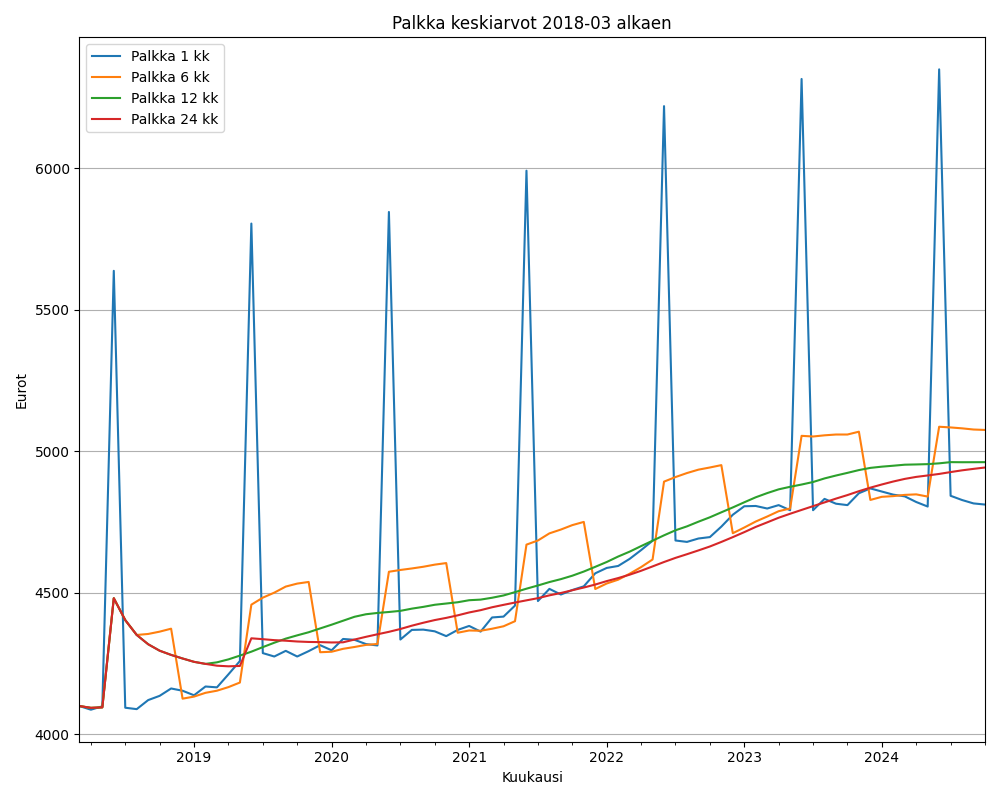 Palkka keskiarvot 2018-03 alkaen
Palkka 1 kk
Palkka 6 kk
Palkka 12 kk
Palkka 24 kk
6000
5500
5000
4500
4000
Eurot
2019 2020 2021 2022 2023 2024
Kuukausi